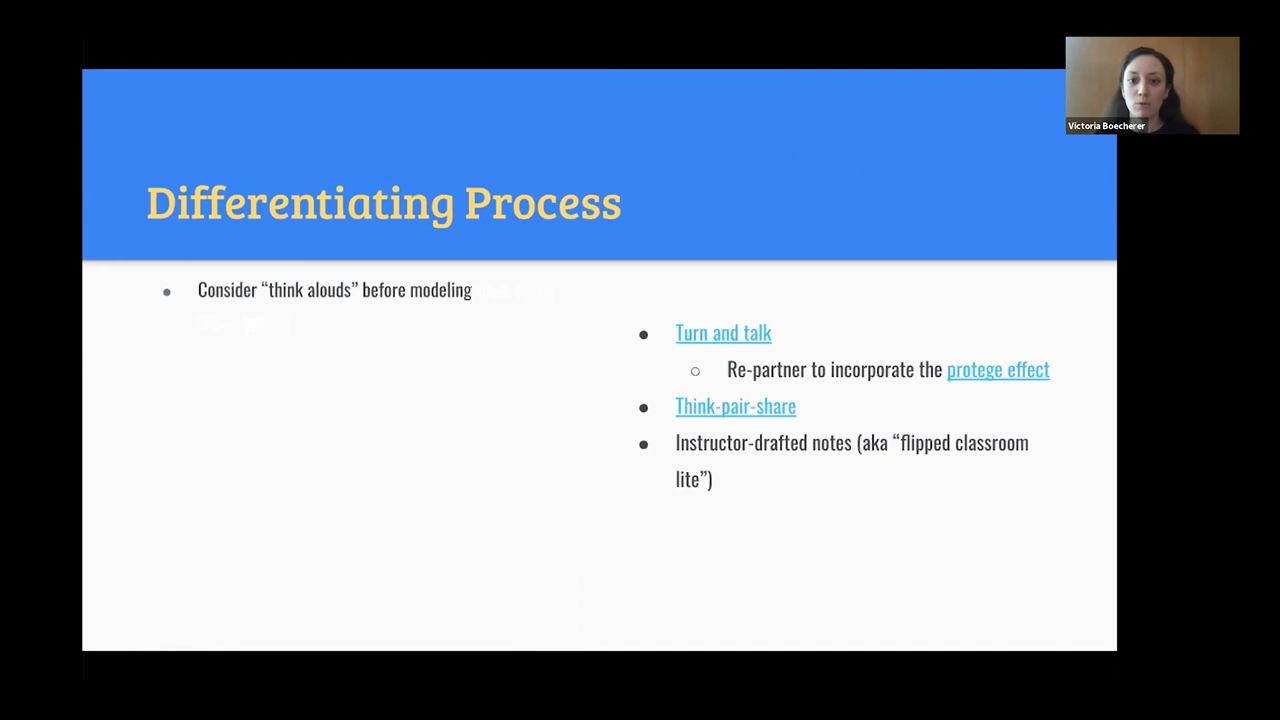 Victoria Boecherer
Differentiating Process
● Consider “think alouds” before modeling
● Turn and talk
○ Re-partner to incorporate the protege effect
● Think-pair-share
● Instructor-drafted notes (aka “flipped classroom
lite”)